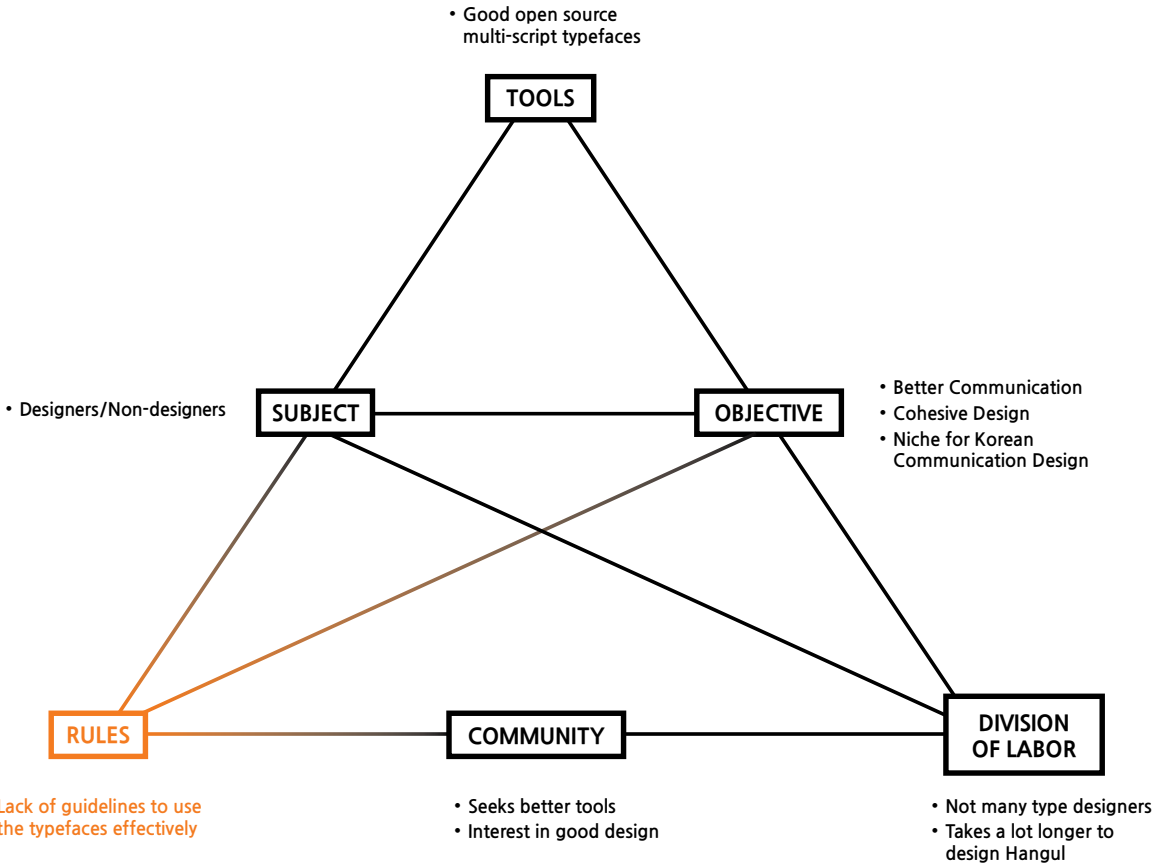 • Good open source
multi-script typefaces
TOOLS
• Designers/Non-designers
SUBJECT
OBJECTIVE
• Better Communication
• Cohesive Design
• Niche for Korean
Communication Design
RULES
COMMUNITY
DIVISION
OF LABOR
Lack of guidelines to use
the typefaces effectively
• Seeks better tools
• Interest in good design
• Not many type designers
• Takes a lot longer to
design Hangul